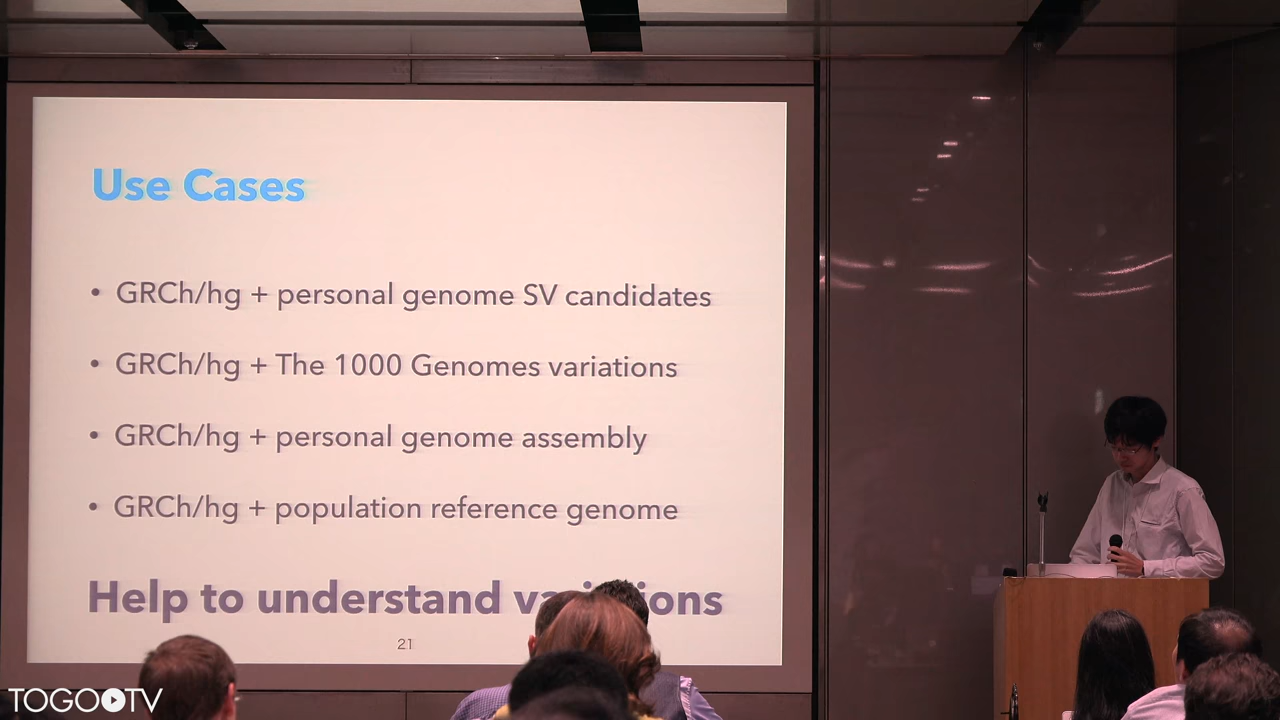 Use Cases
• GRCh/hg + personal genome SV candidates
• GRCh/hg + The 1000 Genomes variations
• GRCh/hg + personal genome assembly
• GRCh/hg + population reference genome
Help to understand variations
21
TOGOTV